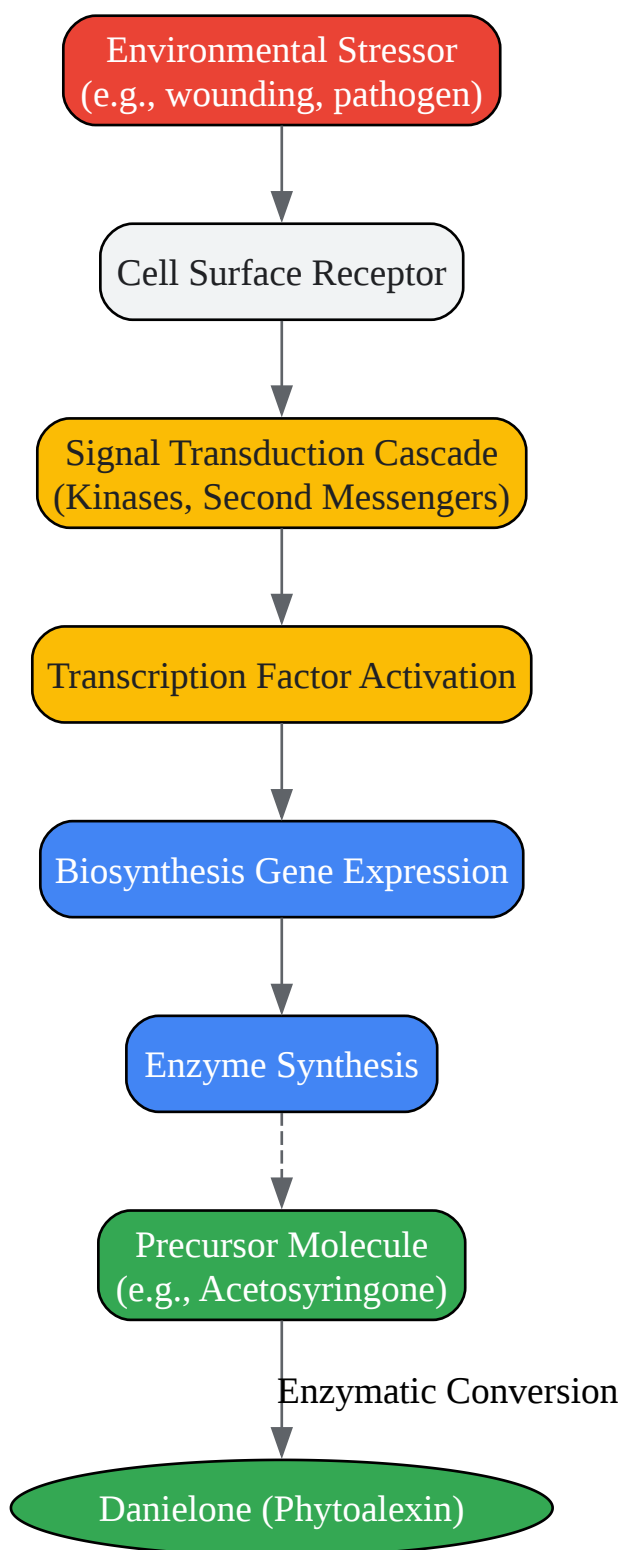 Environmental Stressor
(e.g., wounding, pathogen)
Cell Surface Receptor
Signal Transduction Cascade
(Kinases, Second Messengers)
Transcription Factor Activation
Biosynthesis Gene Expression
Enzyme Synthesis
Precursor Molecule
(e.g., Acetosyringone)
Enzymatic Conversion
Danielone (Phytoalexin)